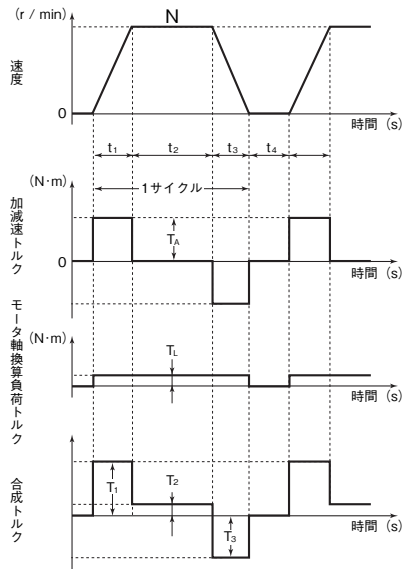 (r / min)
N
速度
0
時間 (s)
t₁ t₂ t₃ t₄
(N·m)
1サイクル
加減速トルク
T_A
0
時間 (s)
(N·m)
モータ軸換算負荷トルク
T_L
時間 (s)
合成トルク
T₁
T₂
T₃
時間 (s)